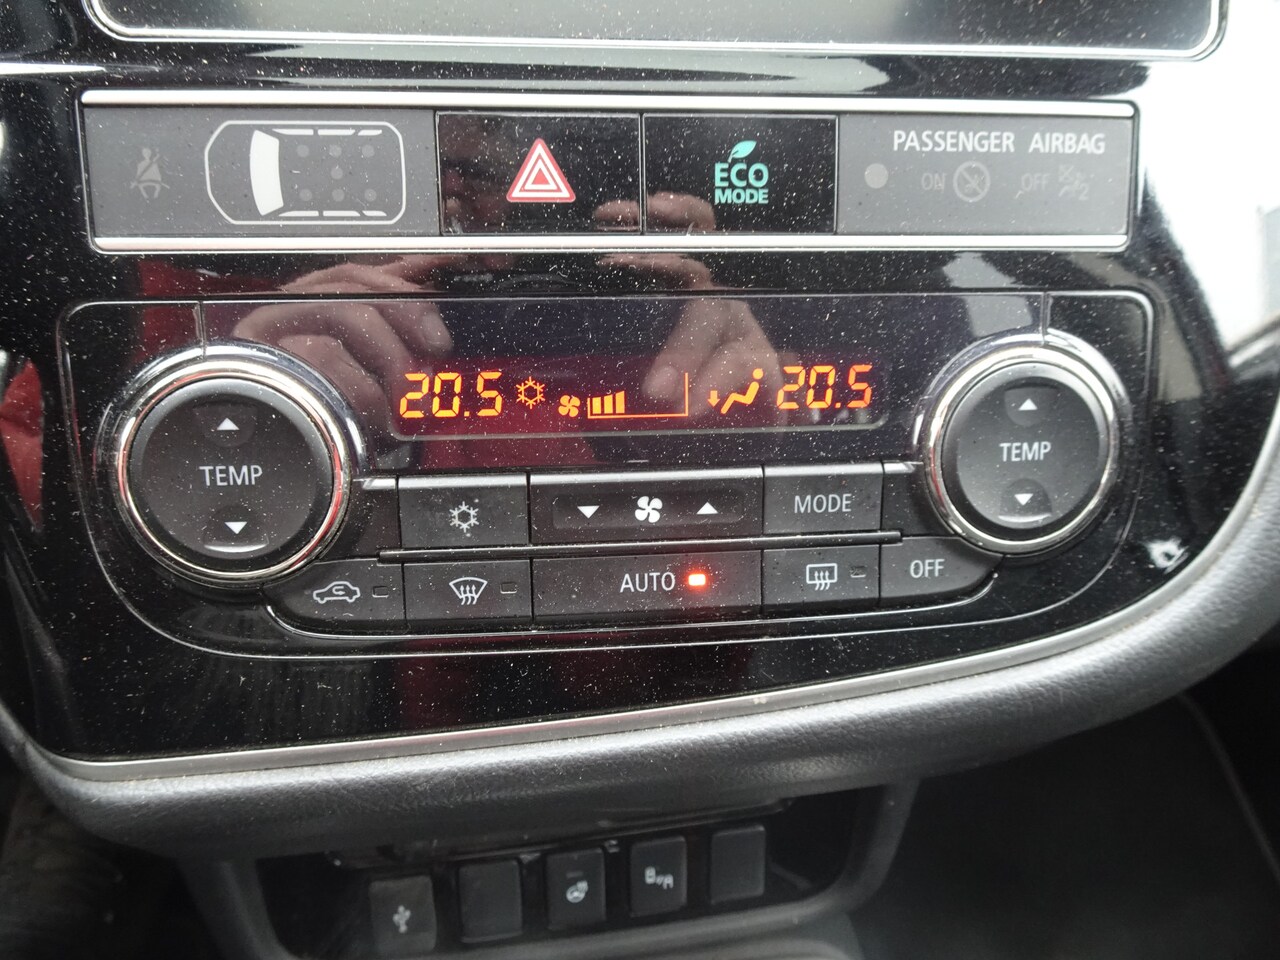 PASSENGER AIRBAG
ECO
MODE
ON
OFF
20.5
20.5
TEMP
TEMP
MODE
AUTO
OFF